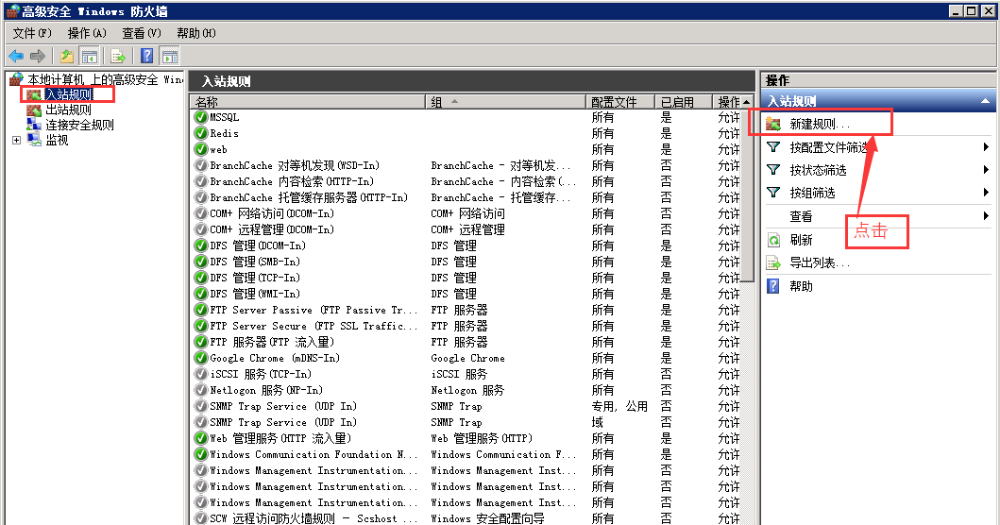 高级安全 Windows 防火墙
文件(F) 操作(A) 查看(V) 帮助(H)
本地计算机 上的高级安全 Wind
入站规则
出站规则
连接安全规则
监视
入站规则
名称 组 配置文件 已启用 操作
MSSQL 所有 是 允许
Redis 所有 是 允许
web 所有 是 允许
BranchCache 对等机发现(WSD-In) BranchCache - 对等机发... 所有 否 允许
BranchCache 内容检索(HTTP-In) BranchCache - 内容检索(... 所有 否 允许
BranchCache 托管缓存服务器(HTTP-In) BranchCache - 托管缓存... 所有 否 允许
COM+ 网络访问(DCOM-In) COM+ 网络访问 所有 否 允许
COM+ 远程管理(DCOM-In) COM+ 远程管理 所有 否 允许
DFS 管理(DCOM-In) DFS 管理 所有 是 允许
DFS 管理(SMB-In) DFS 管理 所有 是 允许
DFS 管理(TCP-In) DFS 管理 所有 是 允许
DFS 管理(WMI-In) DFS 管理 所有 是 允许
FTP Server Passive (FTP Passive Tr... FTP 服务器 所有 是 允许
FTP Server Secure (FTP SSL Traffic... FTP 服务器 所有 是 允许
FTP 服务器(FTP 流入量) FTP 服务器 所有 是 允许
Google Chrome (mDNS-In) Google Chrome 所有 是 允许
iSCSI 服务(TCP-In) iSCSI 服务 所有 否 允许
Netlogon 服务(NP-In) Netlogon 服务 所有 否 允许
SNMP Trap Service (UDP In) SNMP Trap 专用, 公用 否 允许
SNMP Trap Service (UDP In) SNMP Trap 域 否 允许
Web 管理服务(HTTP 流入量) Web 管理服务(HTTP) 所有 是 允许
Windows Communication Foundation N... Windows Communication F... 所有 是 允许
Windows Management Instrumentation... Windows Management Inst... 所有 否 允许
Windows Management Instrumentation... Windows Management Inst... 所有 否 允许
Windows Management Instrumentation... Windows Management Inst... 所有 否 允许
SCW 远程访问防火墙规则 - Scshost ... Windows 安全配置向导 所有 否 允许
操作
入站规则
新建规则...
按配置文件筛选
按状态筛选
按组筛选
查看
点击
刷新
导出列表...
帮助